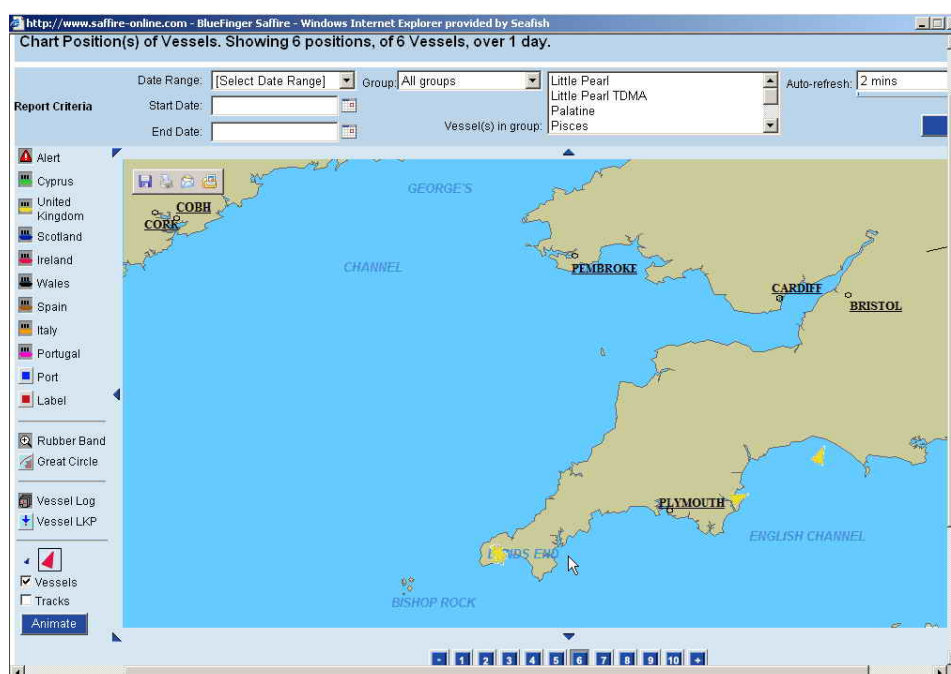 http://www.saffire-online.com - BlueFinger Saffire - Windows Internet Explorer provided by Seafish
Chart Position(s) of Vessels. Showing 6 positions, of 6 Vessels, over 1 day.
Report Criteria
Date Range: [Select Date Range] Group: All groups
Start Date:
End Date:
Vessel(s) in group:
Little Pearl
Little Pearl TDMA
Palatine
Pisces
Auto-refresh: 2 mins
Alert
Cyprus
United
Kingdom
Scotland
Ireland
Wales
Spain
Italy
Portugal
Port
Label
Rubber Band
Great Circle
Vessel Log
Vessel LKP
Vessels
Tracks
Animate
GEORGE'S
COBH
CORK
CHANNEL
PEMBROKE
CARDIFF
BRISTOL
PLYMOUTH
ENGLISH CHANNEL
LANDS END
BISHOP ROCK
- 1 2 3 4 5 6 7 8 9 10 +